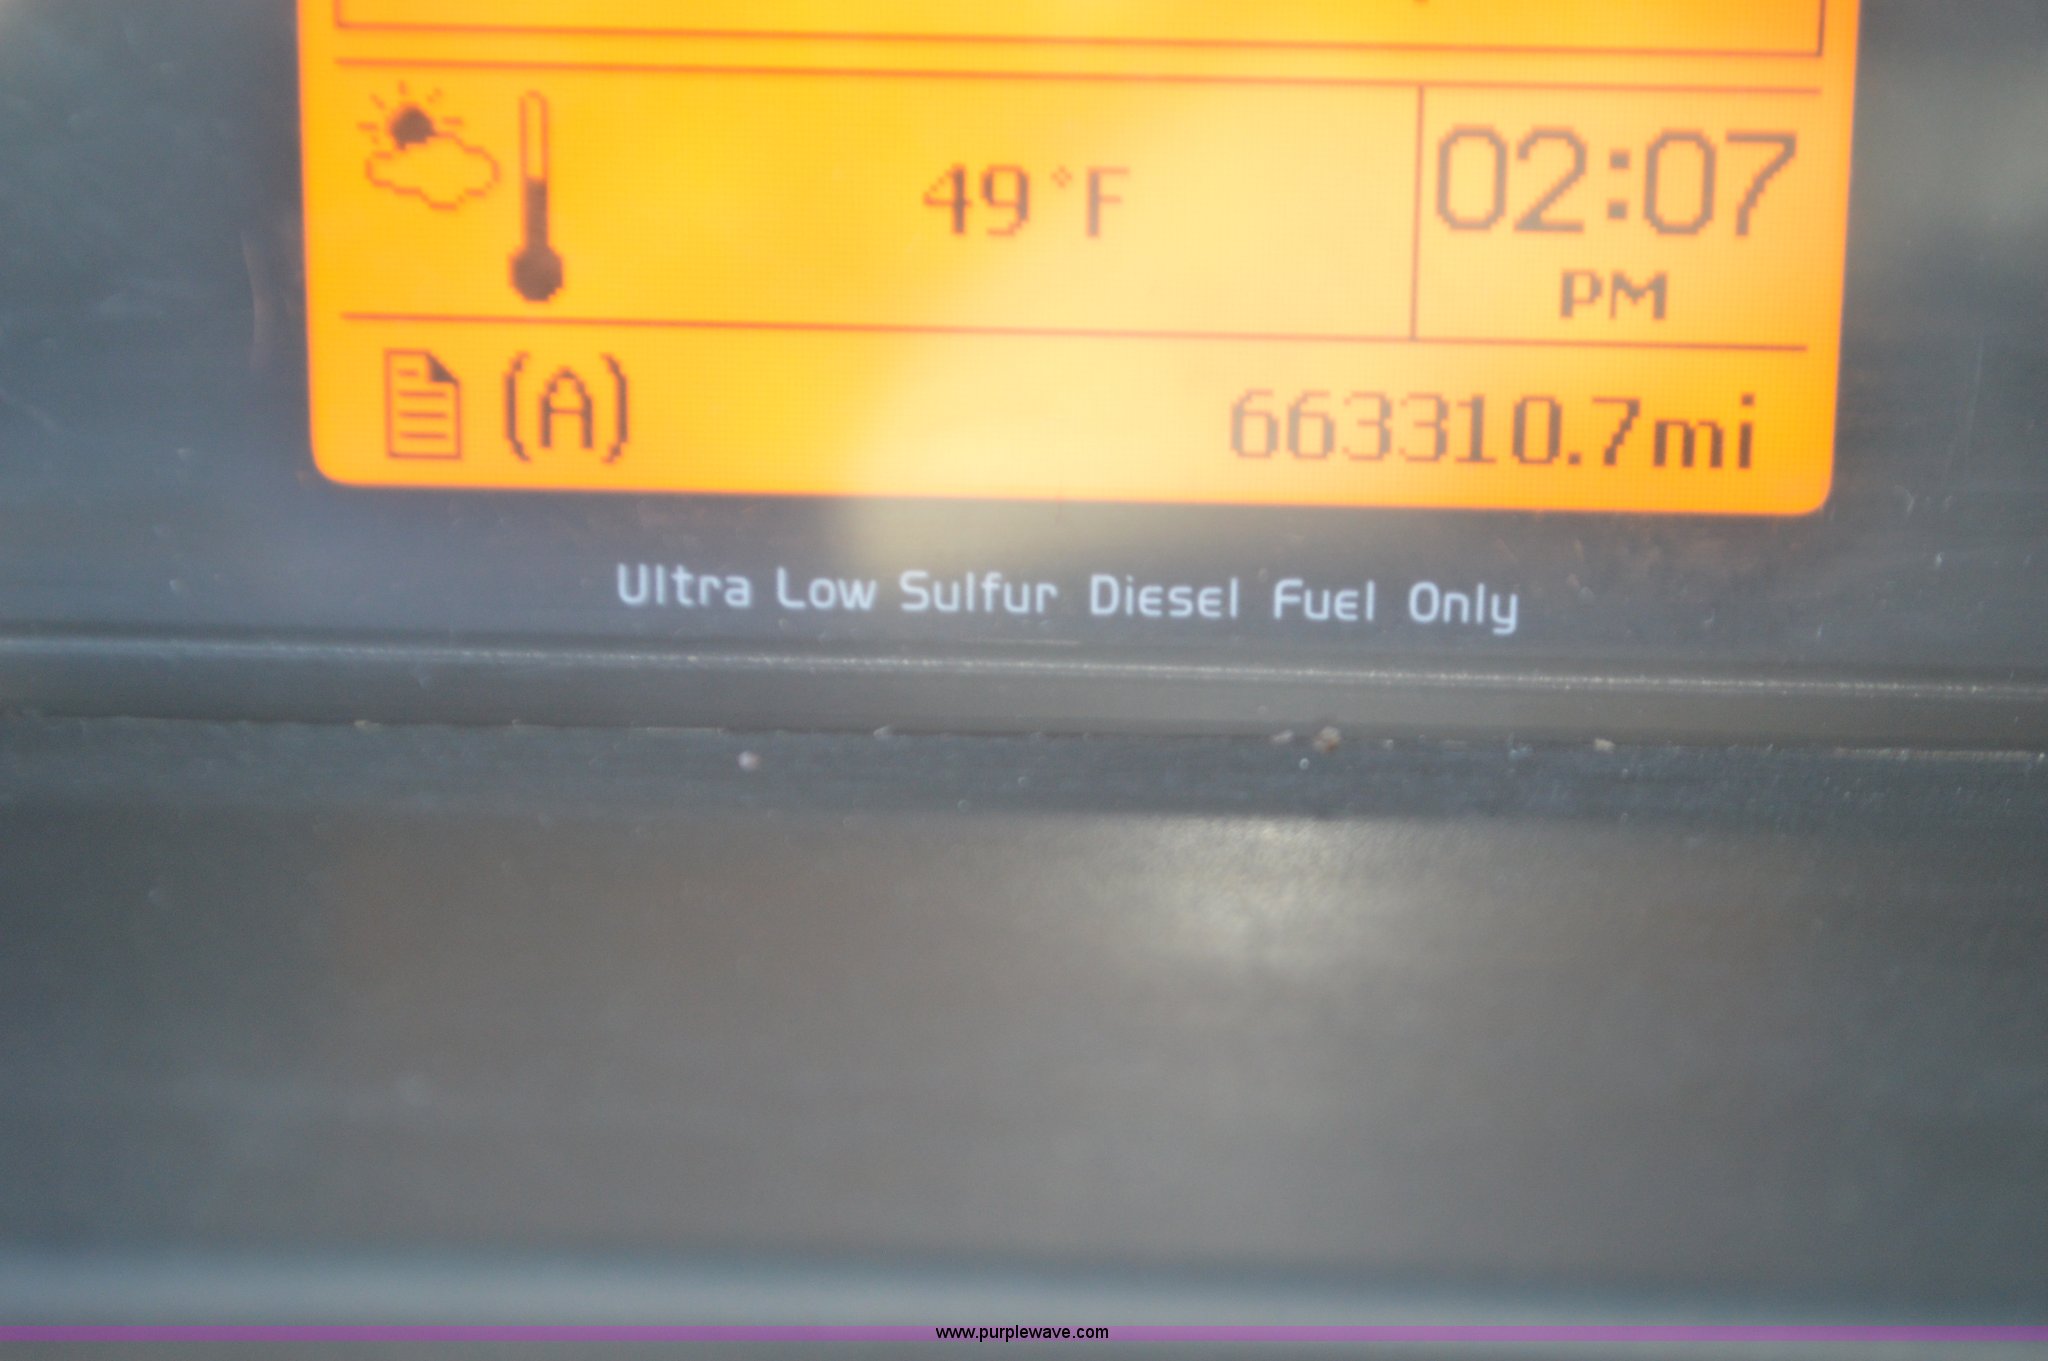 49°F
02:07
PM
(A)
663310.7mi
Ultra Low Sulfur Diesel Fuel Only
www.purplewave.com